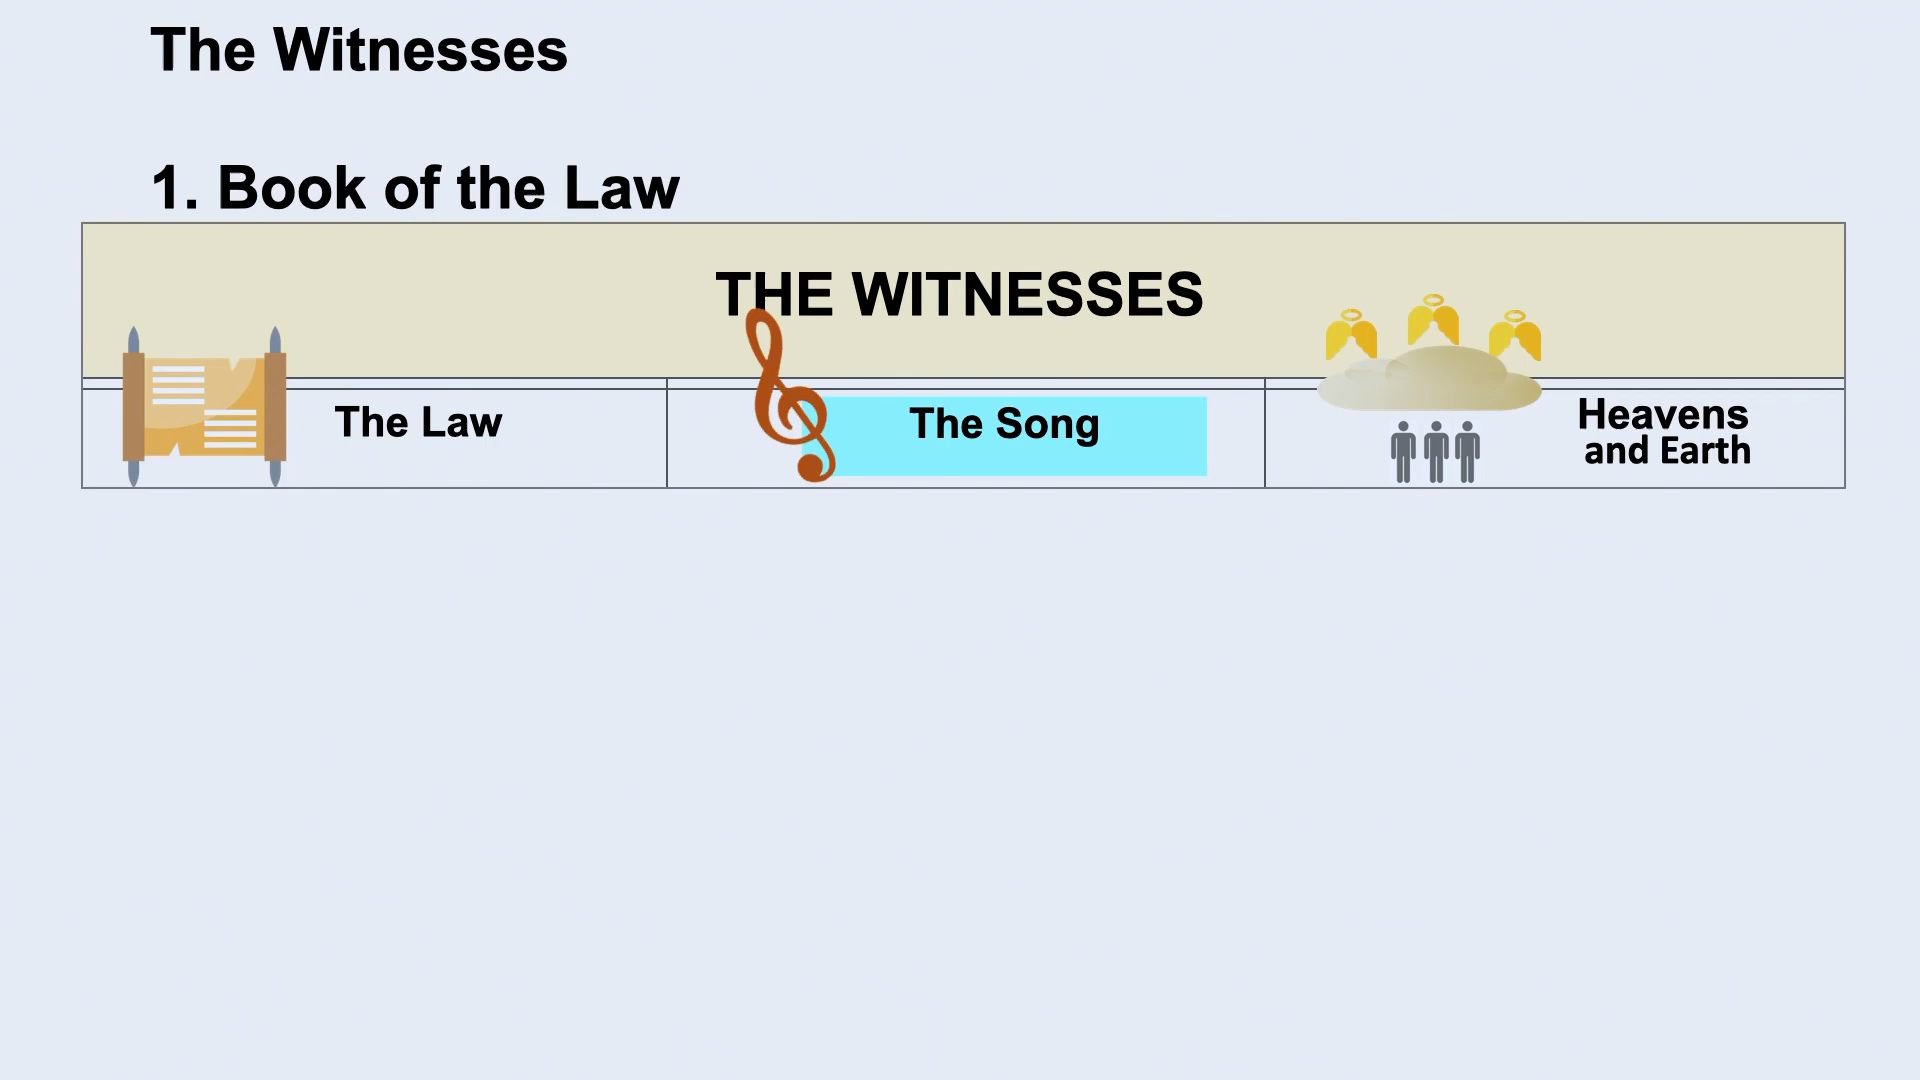 The Witnesses
1. Book of the Law
THE WITNESSES
The Law
The Song
Heavens
and Earth